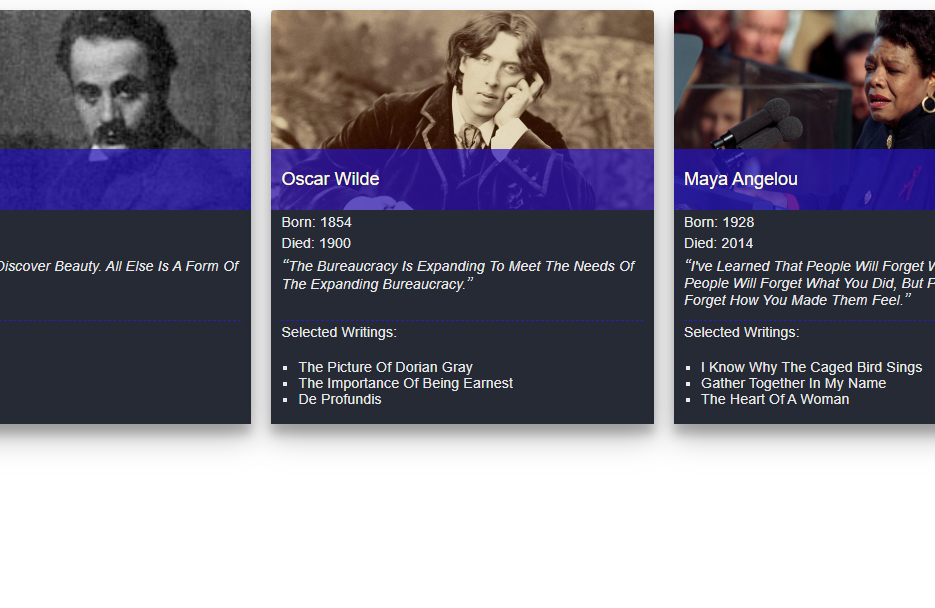 Discover Beauty. All Else Is A Form Of
Oscar Wilde
Born: 1854
Died: 1900
“The Bureaucracy Is Expanding To Meet The Needs Of
The Expanding Bureaucracy.”
Selected Writings:
The Picture Of Dorian Gray
The Importance Of Being Earnest
De Profundis
Maya Angelou
Born: 1928
Died: 2014
“I've Learned That People Will Forget
People Will Forget What You Did, But
Forget How You Made Them Feel.”
Selected Writings:
I Know Why The Caged Bird Sings
Gather Together In My Name
The Heart Of A Woman